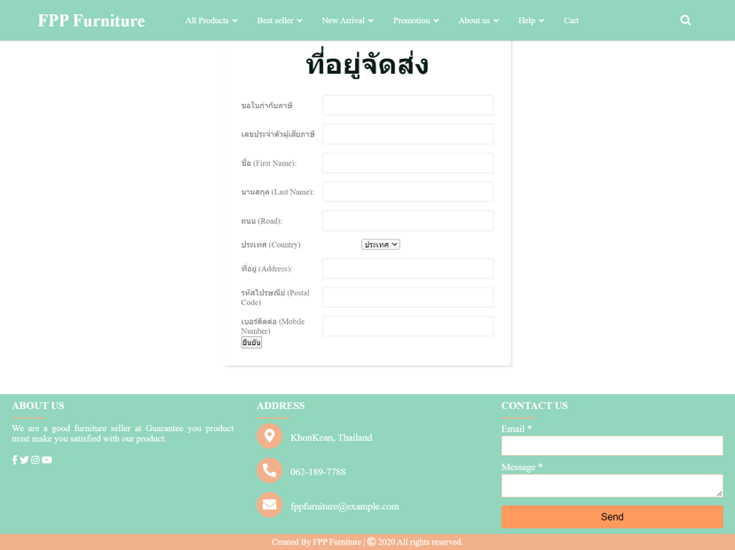 FPP Furniture
All Products
Best seller
New Arrival
Promotion
About us
Help
Cart
ที่อยู่จัดส่ง
ขอใบกำกับภาษี
เลขประจำตัวผู้เสียภาษี
ชื่อ (First Name):
นามสกุล (Last Name):
ถนน (Road):
ประเทศ (Country)
ประเทศ
ที่อยู่ (Address):
รหัสไปรษณีย์ (Postal
Code)
เบอร์ติดต่อ (Mobile
Number)
ยืนยัน
ABOUT US
We are a good furniture seller at Guarantee you product
must make you satisfied with our product.
ADDRESS
KhonKean, Thailand
062-189-7788
fppfurniture@example.com
CONTACT US
Email *
Message *
Send
Created By FPP Furniture | © 2020 All rights reserved.